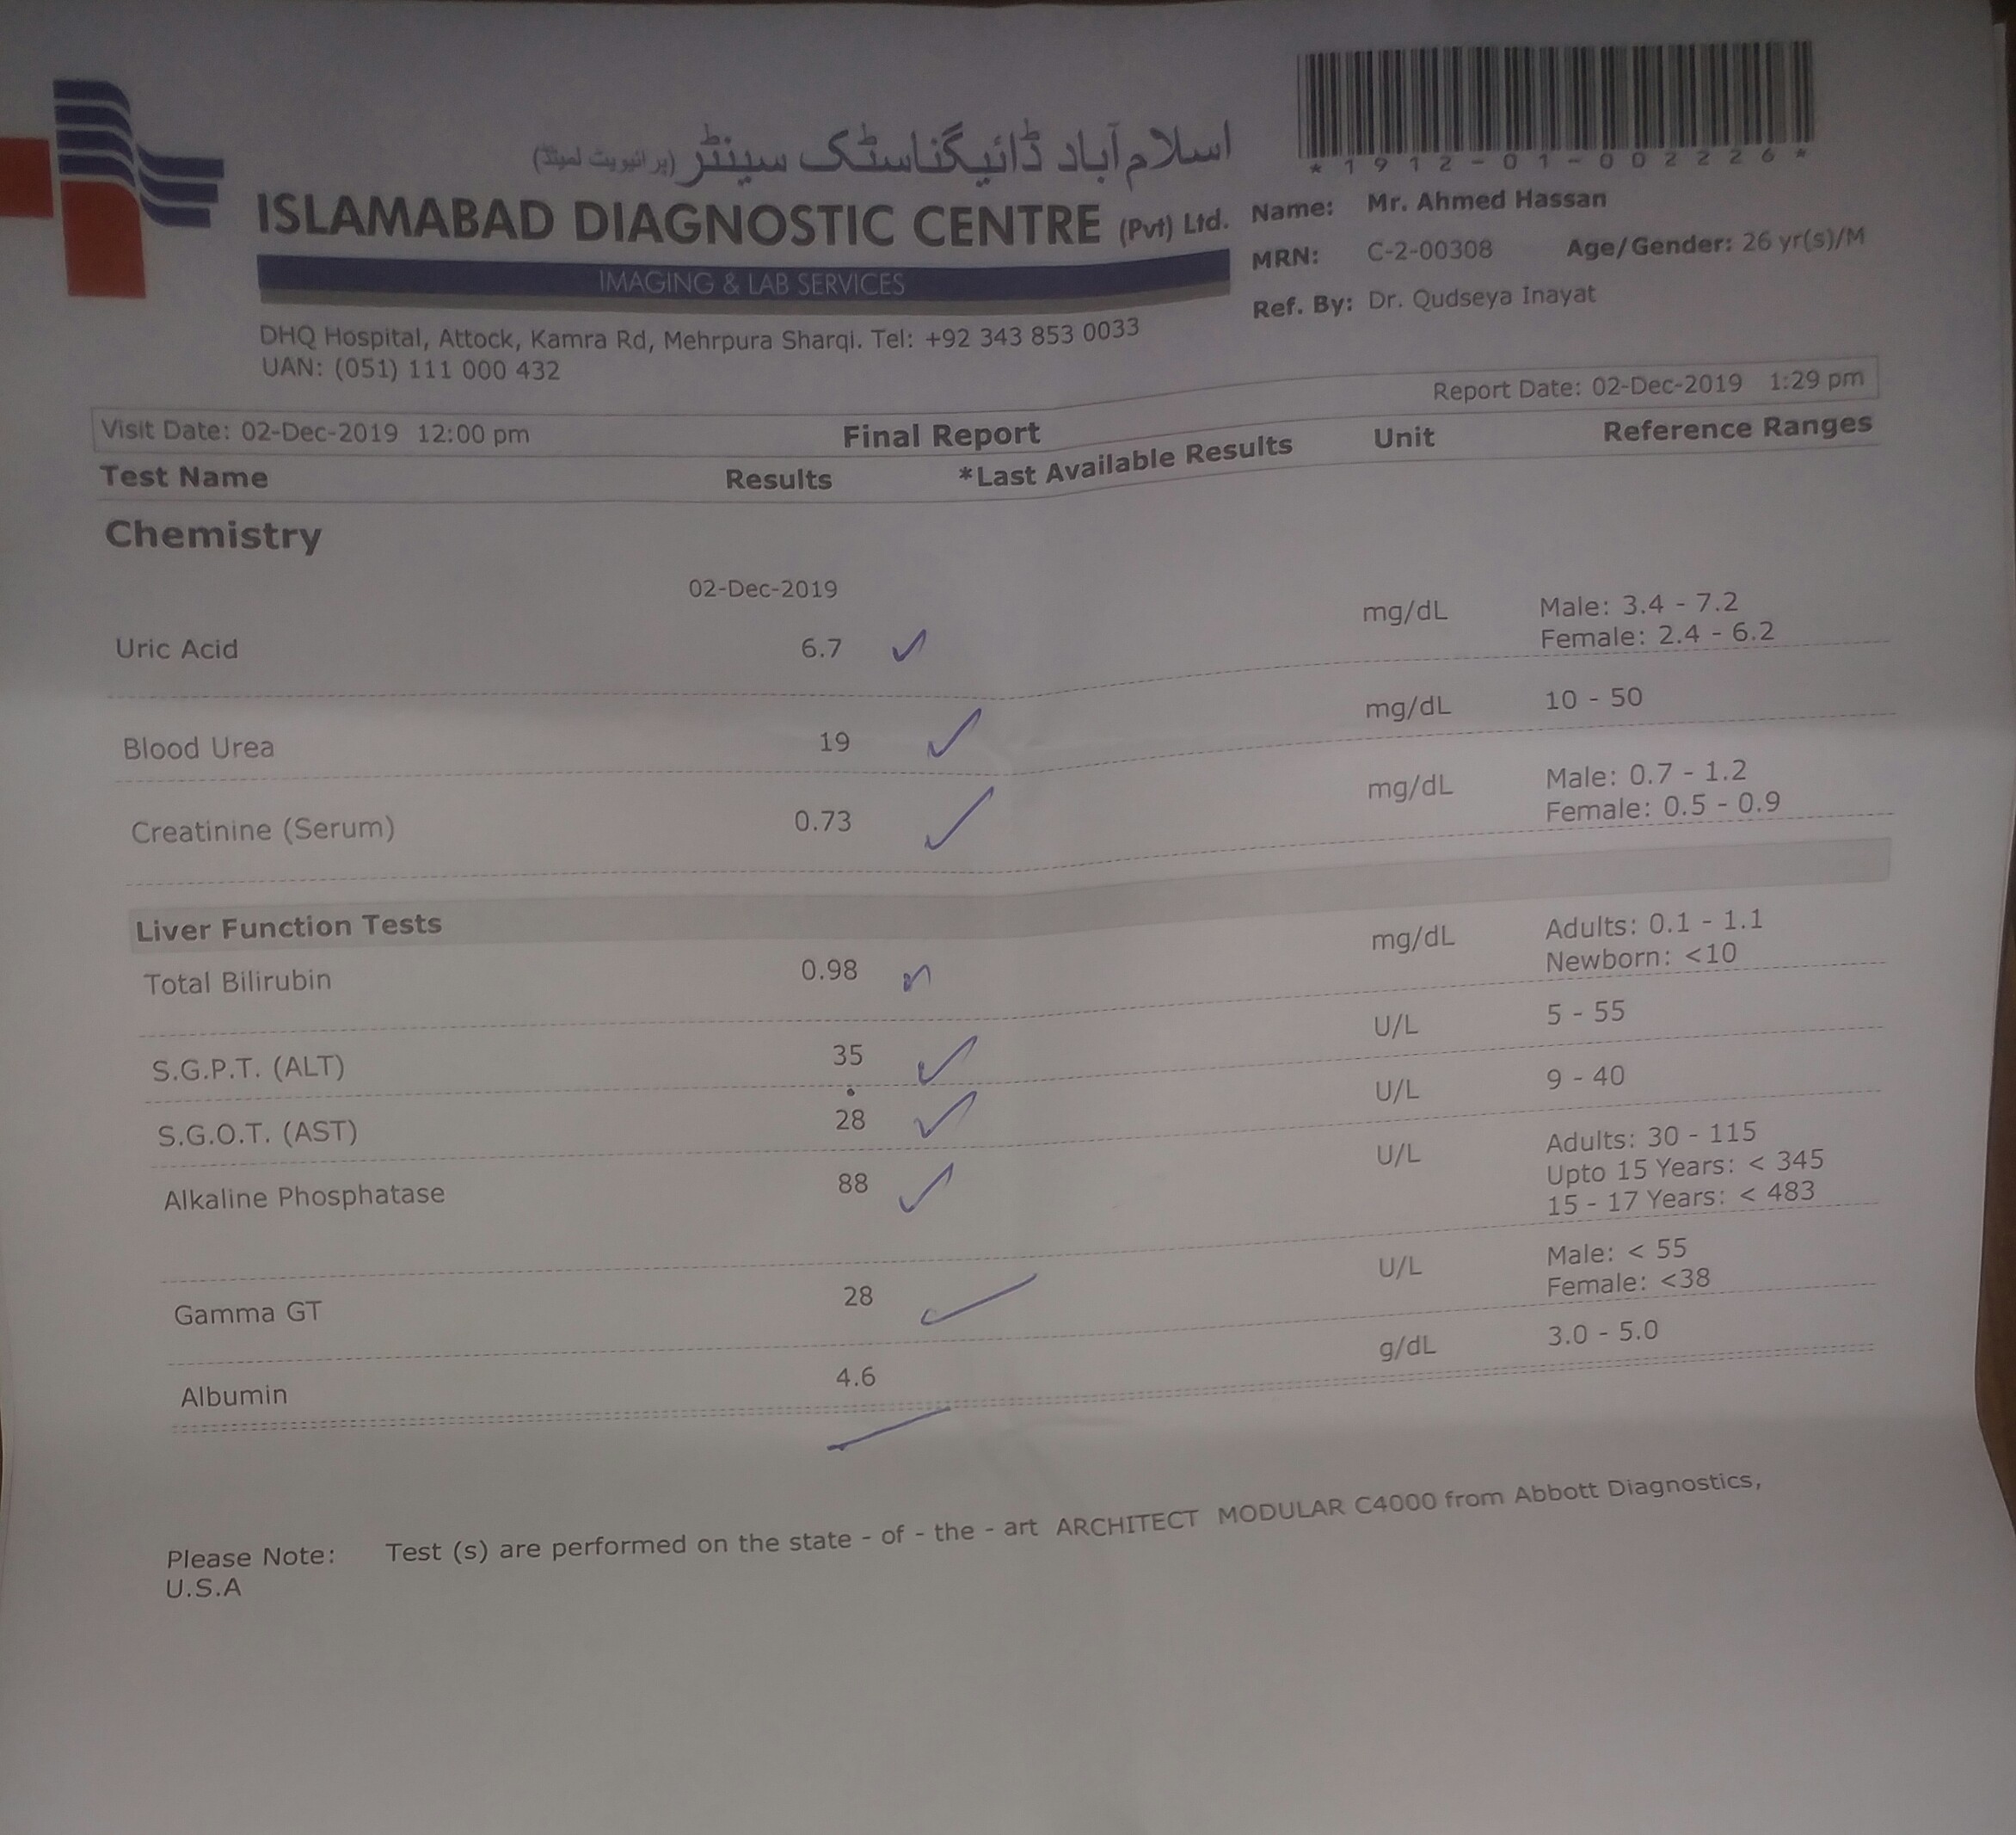 اسلام آباد ڈائیگناسٹک سینٹر (پرائیویٹ لمیٹڈ)
ISLAMABAD DIAGNOSTIC CENTRE (Pvt) Ltd.
IMAGING & LAB SERVICES
DHQ Hospital, Attock, Kamra Rd, Mehrpura Sharqi. Tel: +92 343 853 0033
UAN: (051) 111 000 432
*1912-01-002226*
Name: Mr. Ahmed Hassan
MRN: C-2-00308 Age/Gender: 26 yr(s)/M
Ref. By: Dr. Qudseya Inayat
Visit Date: 02-Dec-2019 12:00 pm Final Report Report Date: 02-Dec-2019 1:29 pm
Test Name Results *Last Available Results Unit Reference Ranges
Chemistry
02-Dec-2019
Uric Acid 6.7 mg/dL Male: 3.4 - 7.2
Female: 2.4 - 6.2
Blood Urea 19 mg/dL 10 - 50
Creatinine (Serum) 0.73 mg/dL Male: 0.7 - 1.2
Female: 0.5 - 0.9
Liver Function Tests
Total Bilirubin 0.98 mg/dL Adults: 0.1 - 1.1
Newborn: <10
S.G.P.T. (ALT) 35 U/L 5 - 55
S.G.O.T. (AST) 28 U/L 9 - 40
Alkaline Phosphatase 88 U/L Adults: 30 - 115
Upto 15 Years: < 345
15 - 17 Years: < 483
Gamma GT 28 U/L Male: < 55
Female: <38
Albumin 4.6 g/dL 3.0 - 5.0
Please Note: Test (s) are performed on the state - of - the - art ARCHITECT MODULAR C4000 from Abbott Diagnostics,
U.S.A